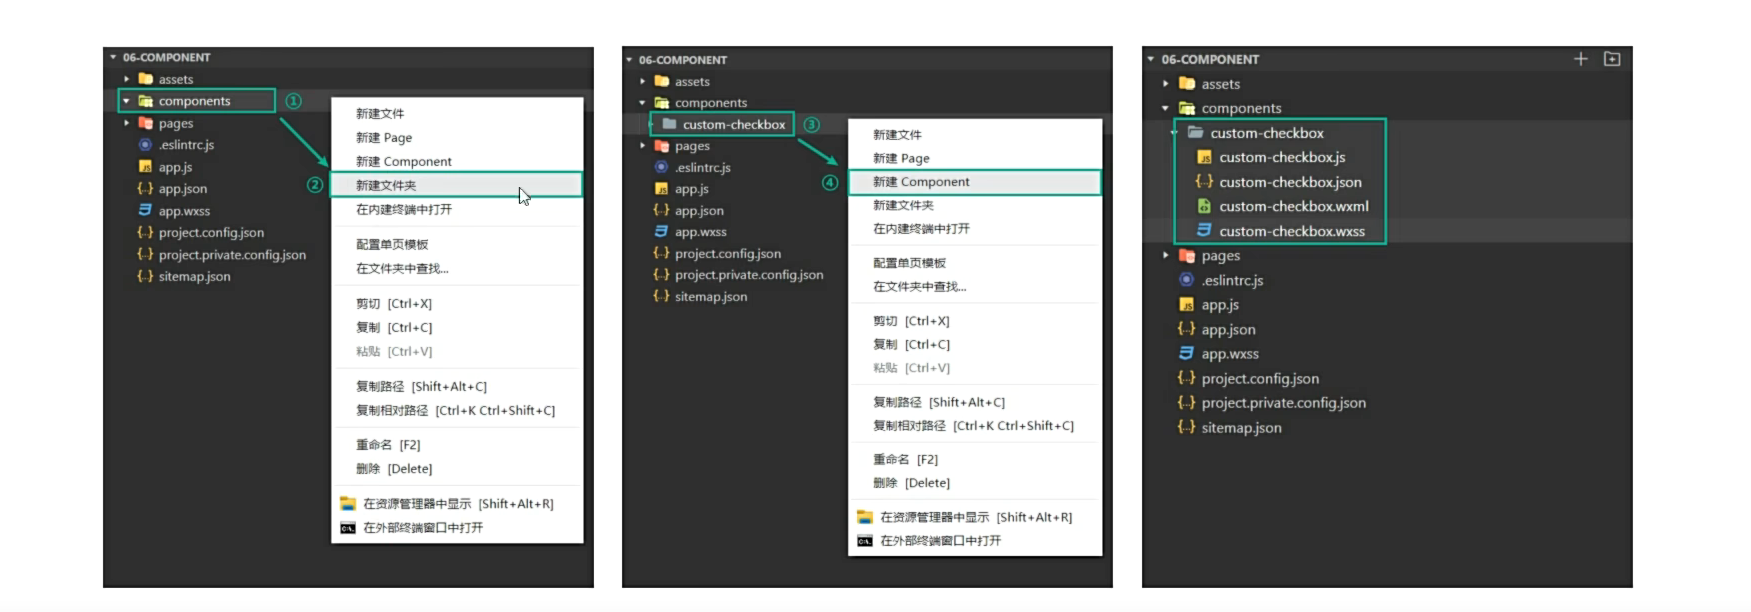 06-COMPONENT
assets
components
①
pages
.eslintrc.js
app.js
app.json
app.wxss
project.config.json
project.private.config.json
sitemap.json
新建文件
新建 Page
新建 Component
②
新建文件夹
在内建终端中打开
配置单页模板
在文件夹中查找...
剪切 [Ctrl+X]
复制 [Ctrl+C]
粘贴 [Ctrl+V]
复制路径 [Shift+Alt+C]
复制相对路径 [Ctrl+K Ctrl+Shift+C]
重命名 [F2]
删除 [Delete]
在资源管理器中显示 [Shift+Alt+R]
在外部终端窗口中打开
06-COMPONENT
assets
components
custom-checkbox
③
pages
.eslintrc.js
app.js
app.json
app.wxss
project.config.json
project.private.config.json
sitemap.json
新建文件
新建 Page
④
新建 Component
新建文件夹
在内建终端中打开
配置单页模板
在文件夹中查找...
剪切 [Ctrl+X]
复制 [Ctrl+C]
粘贴 [Ctrl+V]
复制路径 [Shift+Alt+C]
复制相对路径 [Ctrl+K Ctrl+Shift+C]
重命名 [F2]
删除 [Delete]
在资源管理器中显示 [Shift+Alt+R]
在外部终端窗口中打开
06-COMPONENT
assets
components
custom-checkbox
custom-checkbox.js
custom-checkbox.json
custom-checkbox.wxml
custom-checkbox.wxss
pages
.eslintrc.js
app.js
app.json
app.wxss
project.config.json
project.private.config.json
sitemap.json